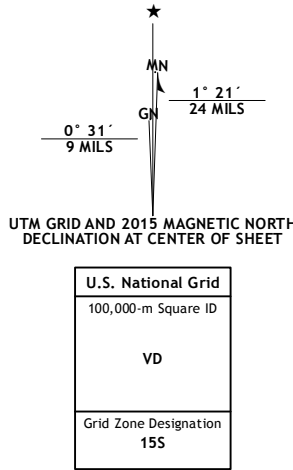 ★
MN
1° 21´
24 MILS
GN
0° 31´
9 MILS
UTM GRID AND 2015 MAGNETIC NORTH
DECLINATION AT CENTER OF SHEET
U.S. National Grid
100,000-m Square ID
VD
Grid Zone Designation
15S